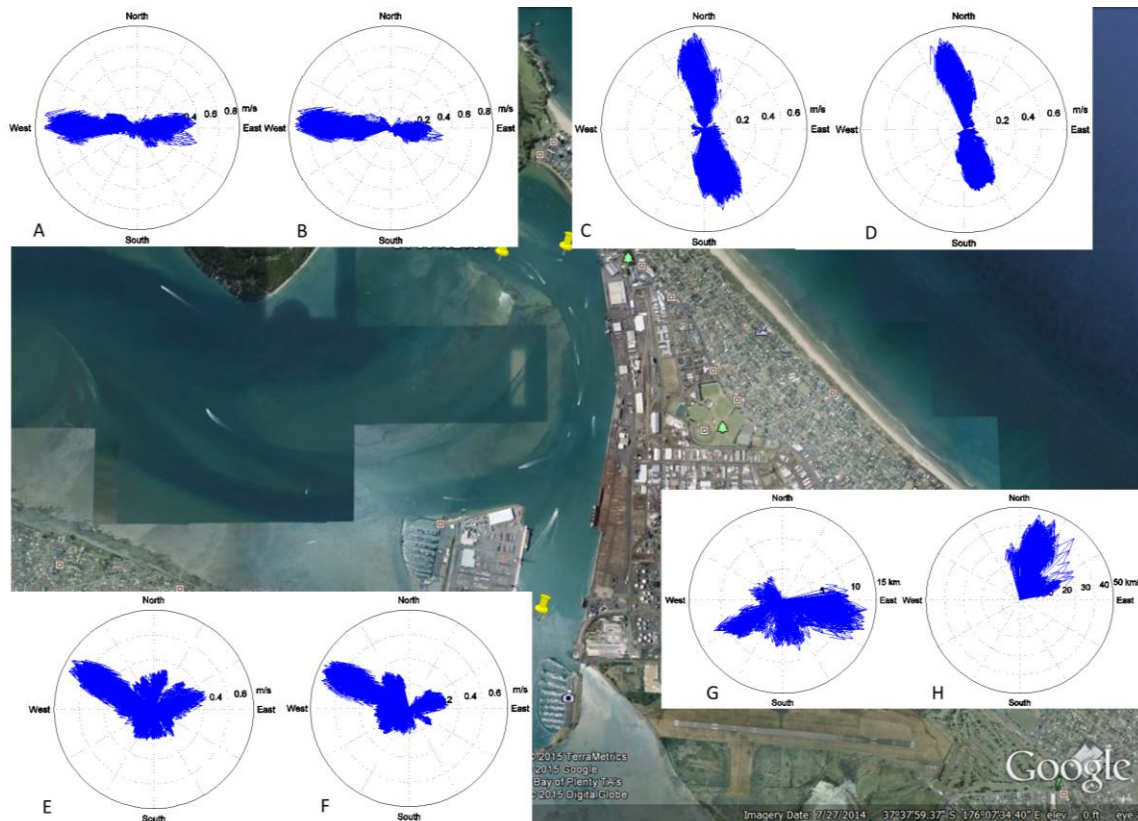 North
0.8
0.6
0.4
m/s
West
East
South
A
North
0.8
0.6
0.4
0.2
m/s
West
East
South
B
North
0.2
0.4
0.6
0.8
m/s
West
East
South
C
North
0.2
0.4
0.6
0.8
m/s
West
East
South
D
North
0.4
0.6
m/s
West
East
South
E
North
2
0.4
0.6
m/s
West
East
South
F
North
10
15 km
West
East
South
G
North
20
30
40
50 km/
West
East
South
H
2015 TerraMetrics
2015 Google
Bay of Plenty TA's
2015 DigitalGlobe
Google
Imagery Date: 7/27/2014 37°37'59.37" S 176°07'34.40" E elev 0 ft eye